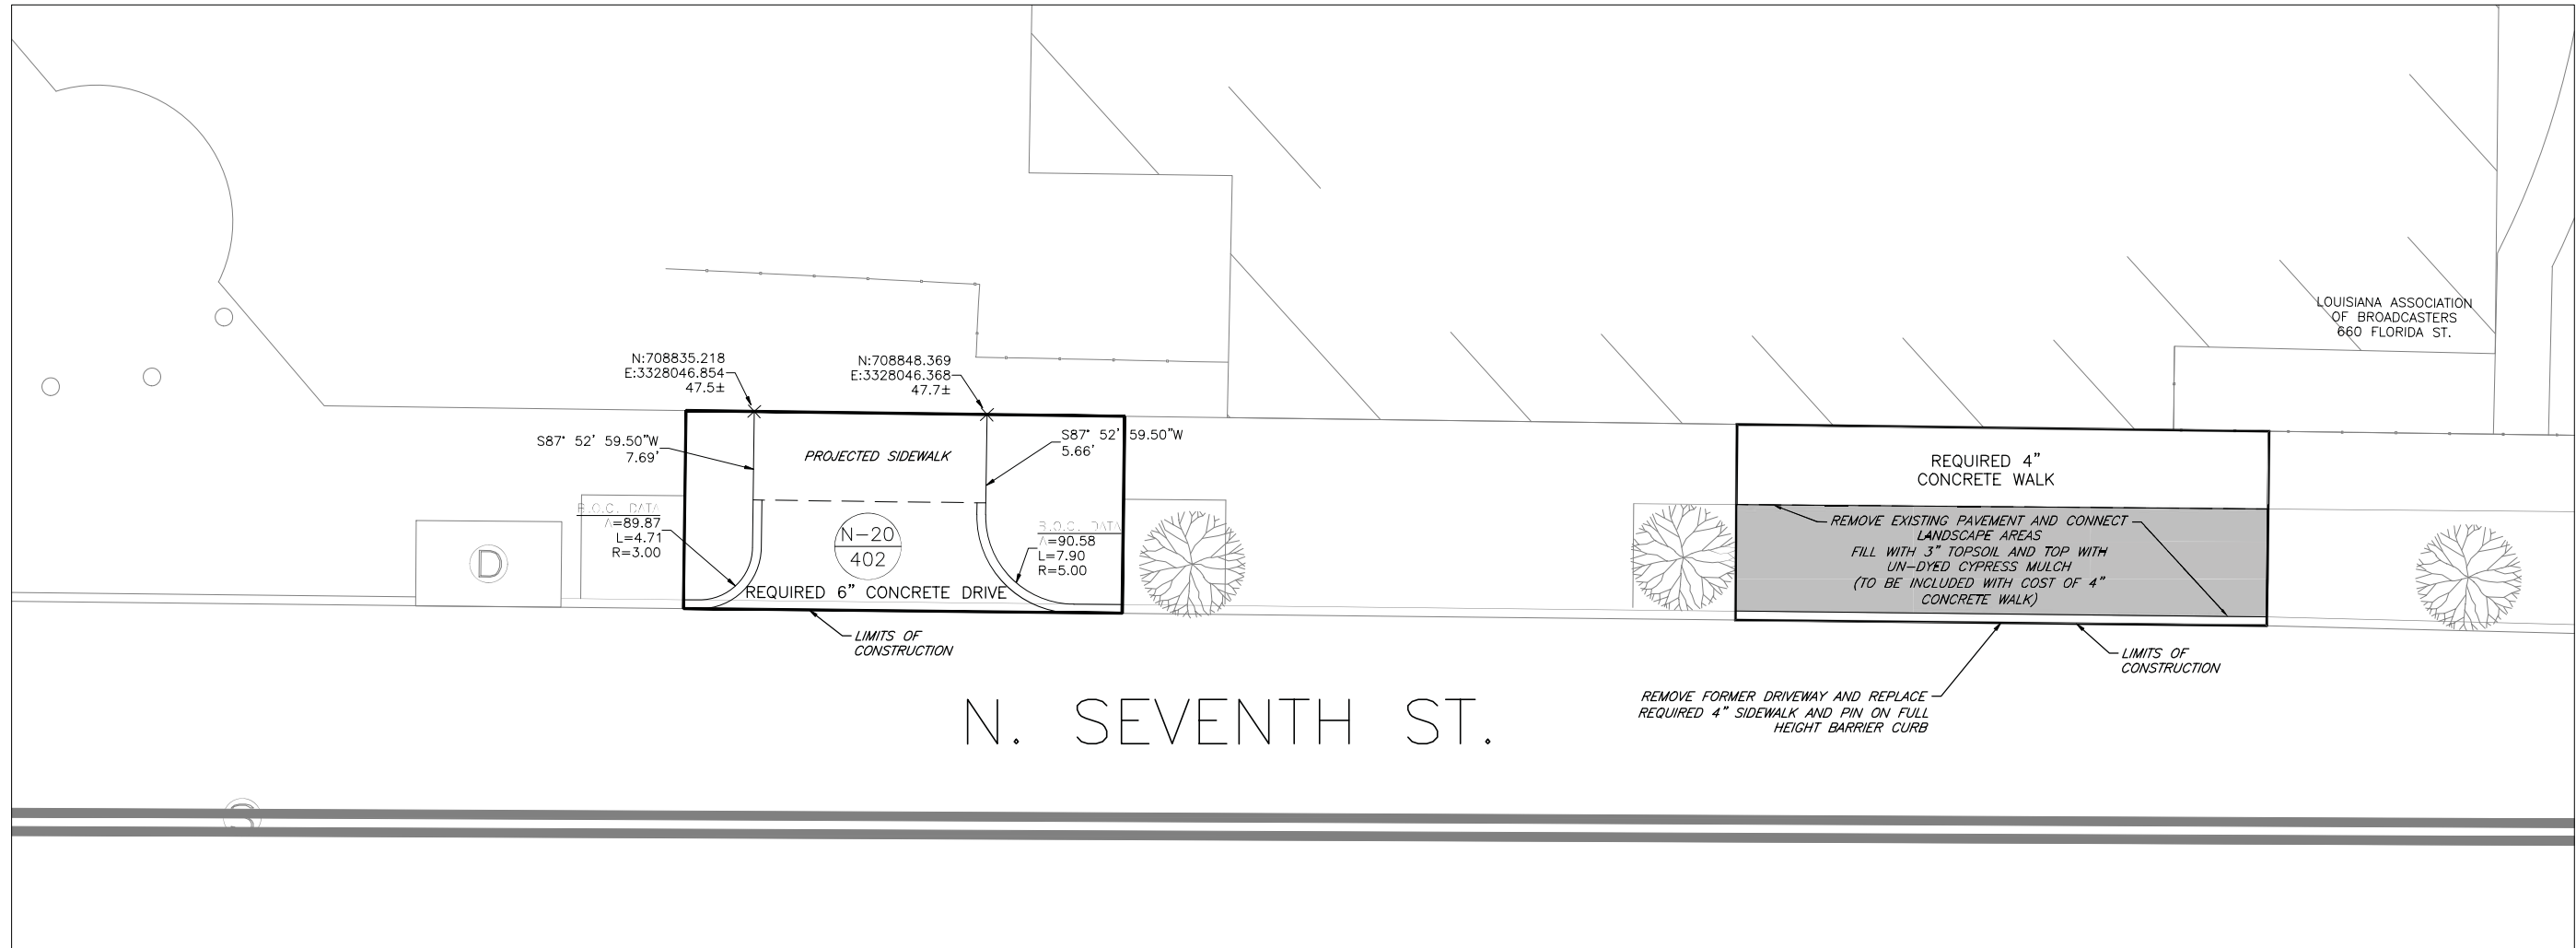 LOUISIANA ASSOCIATION
OF BROADCASTERS
660 FLORIDA ST.
N:708835.218
E:3328046.854
47.5±
N:708848.369
E:3328046.368
47.7±
S87° 52' 59.50"W
7.69'
PROJECTED SIDEWALK
S87° 52' 59.50"W
5.66'
REQUIRED 4"
CONCRETE WALK
B.O.C. DATA
Δ=89.87
L=4.71
R=3.00
N-20
402
B.O.C. DATA
Δ=90.58
L=7.90
R=5.00
D
REQUIRED 6" CONCRETE DRIVE
REMOVE EXISTING PAVEMENT AND CONNECT
LANDSCAPE AREAS
FILL WITH 3" TOPSOIL AND TOP WITH
UN-DYED CYPRESS MULCH
(TO BE INCLUDED WITH COST OF 4"
CONCRETE WALK)
LIMITS OF
CONSTRUCTION
LIMITS OF
CONSTRUCTION
REMOVE FORMER DRIVEWAY AND REPLACE
REQUIRED 4" SIDEWALK AND PIN ON FULL
HEIGHT BARRIER CURB
N. SEVENTH ST.